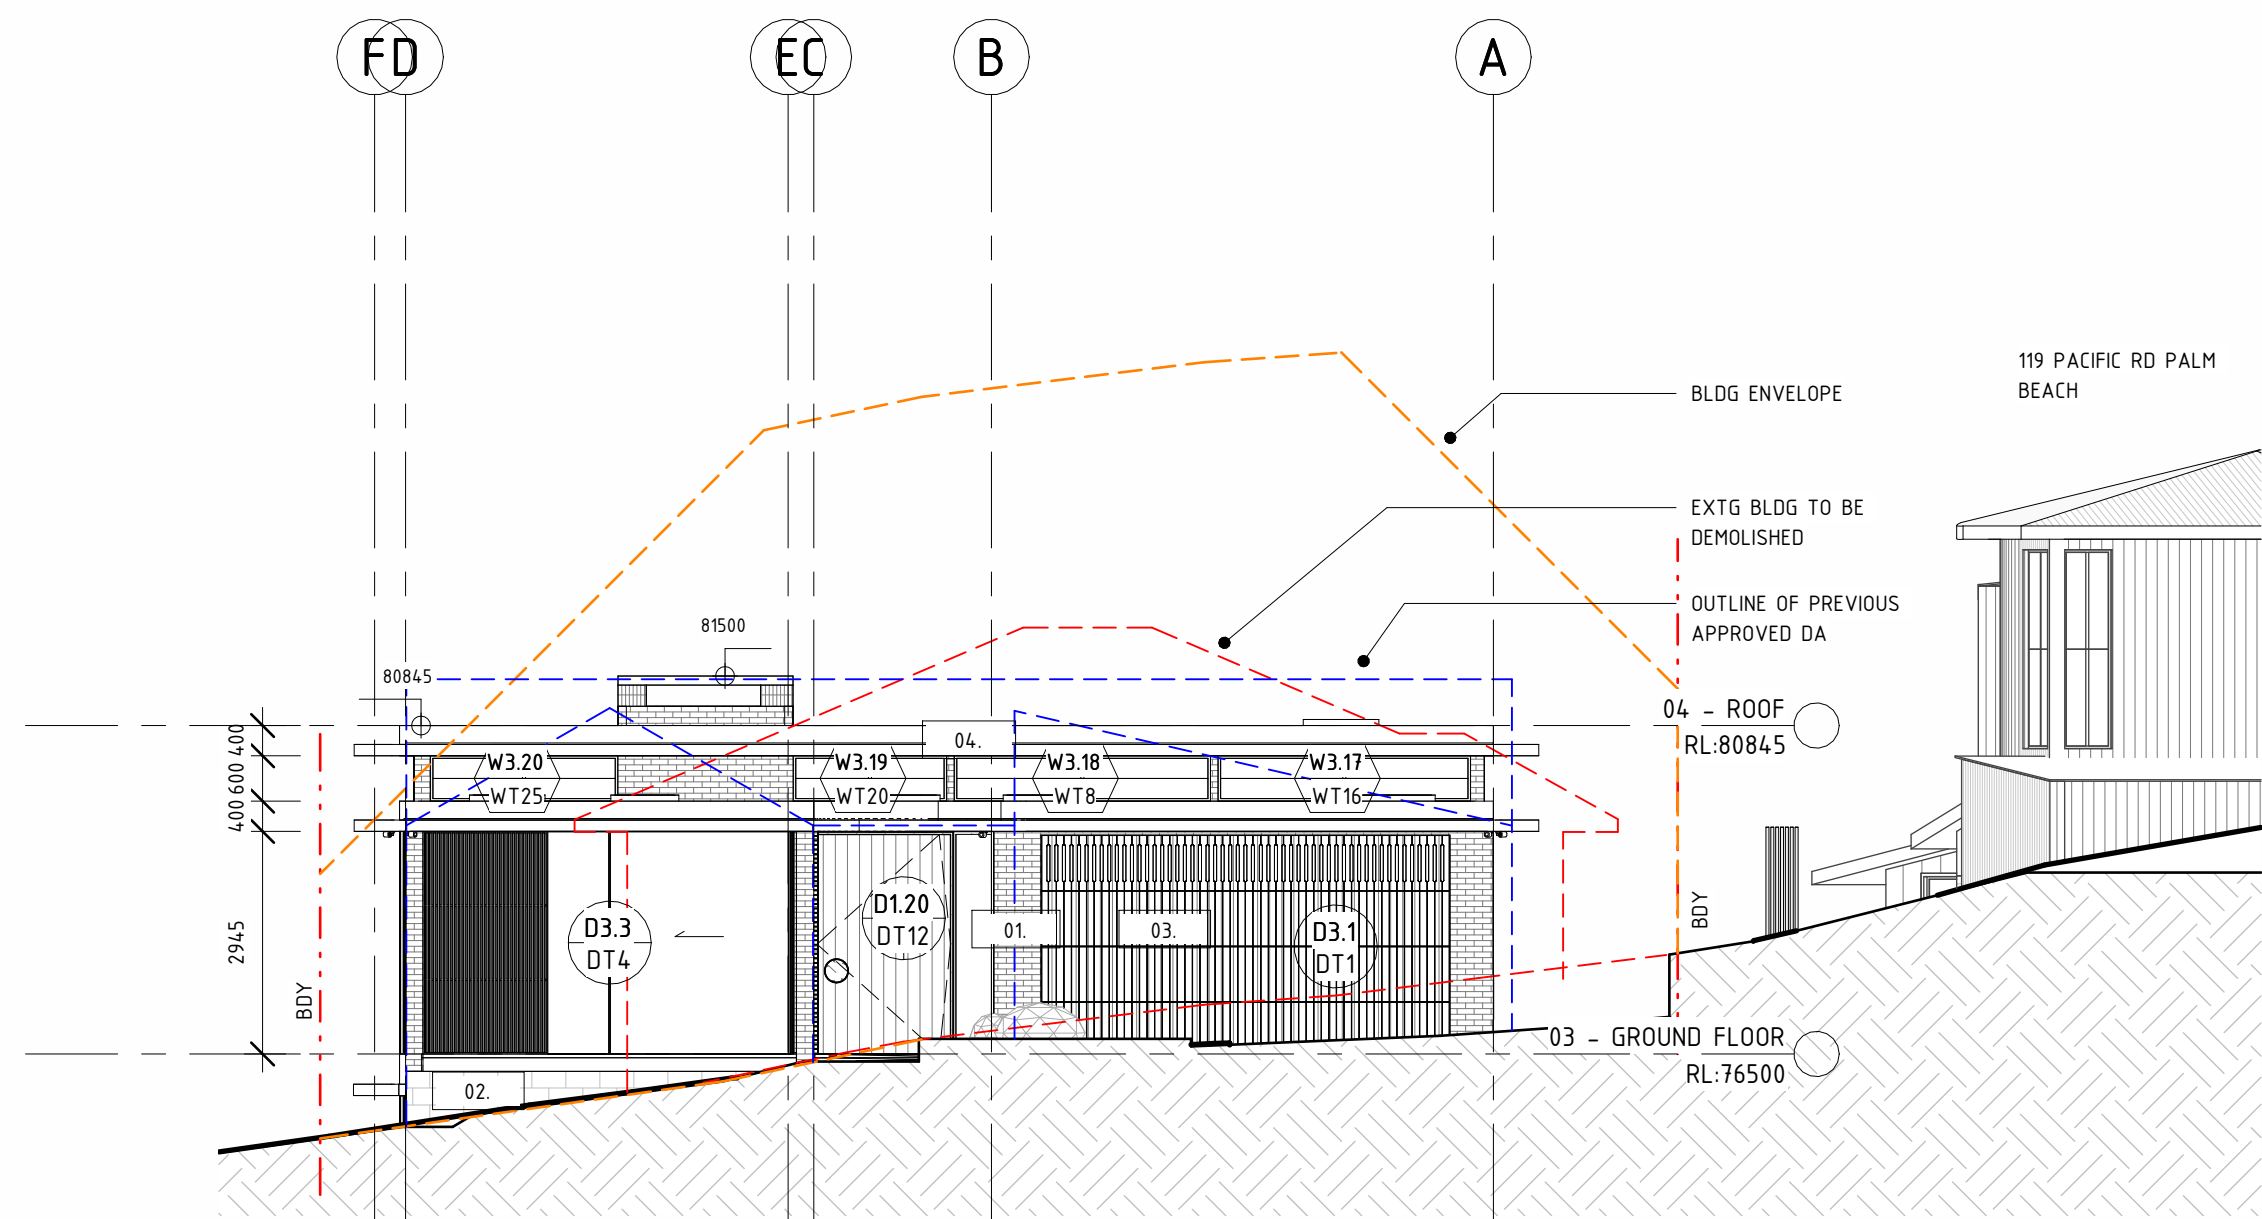 F D E C B A
119 PACIFIC RD PALM
BEACH
BLDG ENVELOPE
EXTG BLDG TO BE
DEMOLISHED
OUTLINE OF PREVIOUS
APPROVED DA
81500
80845
04 - ROOF
RL:80845
400
600
400
2945
04.
W3.20
WT25
W3.19
WT20
W3.18
WT8
W3.17
WT16
D3.3
DT4
D1.20
DT12
01.
03.
D3.1
DT1
BDY
BDY
03 - GROUND FLOOR
RL:76500
02.